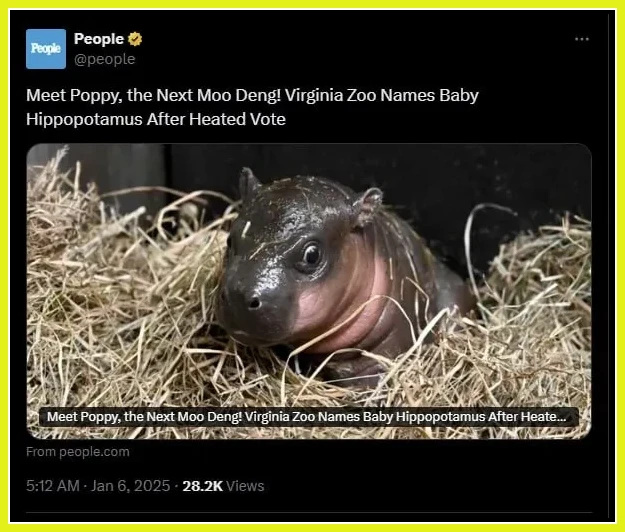 People
People
@people
Meet Poppy, the Next Moo Deng! Virginia Zoo Names Baby
Hippopotamus After Heated Vote
Meet Poppy, the Next Moo Deng! Virginia Zoo Names Baby Hippopotamus After Heate...
From people.com
5:12 AM · Jan 6, 2025 · 28.2K Views